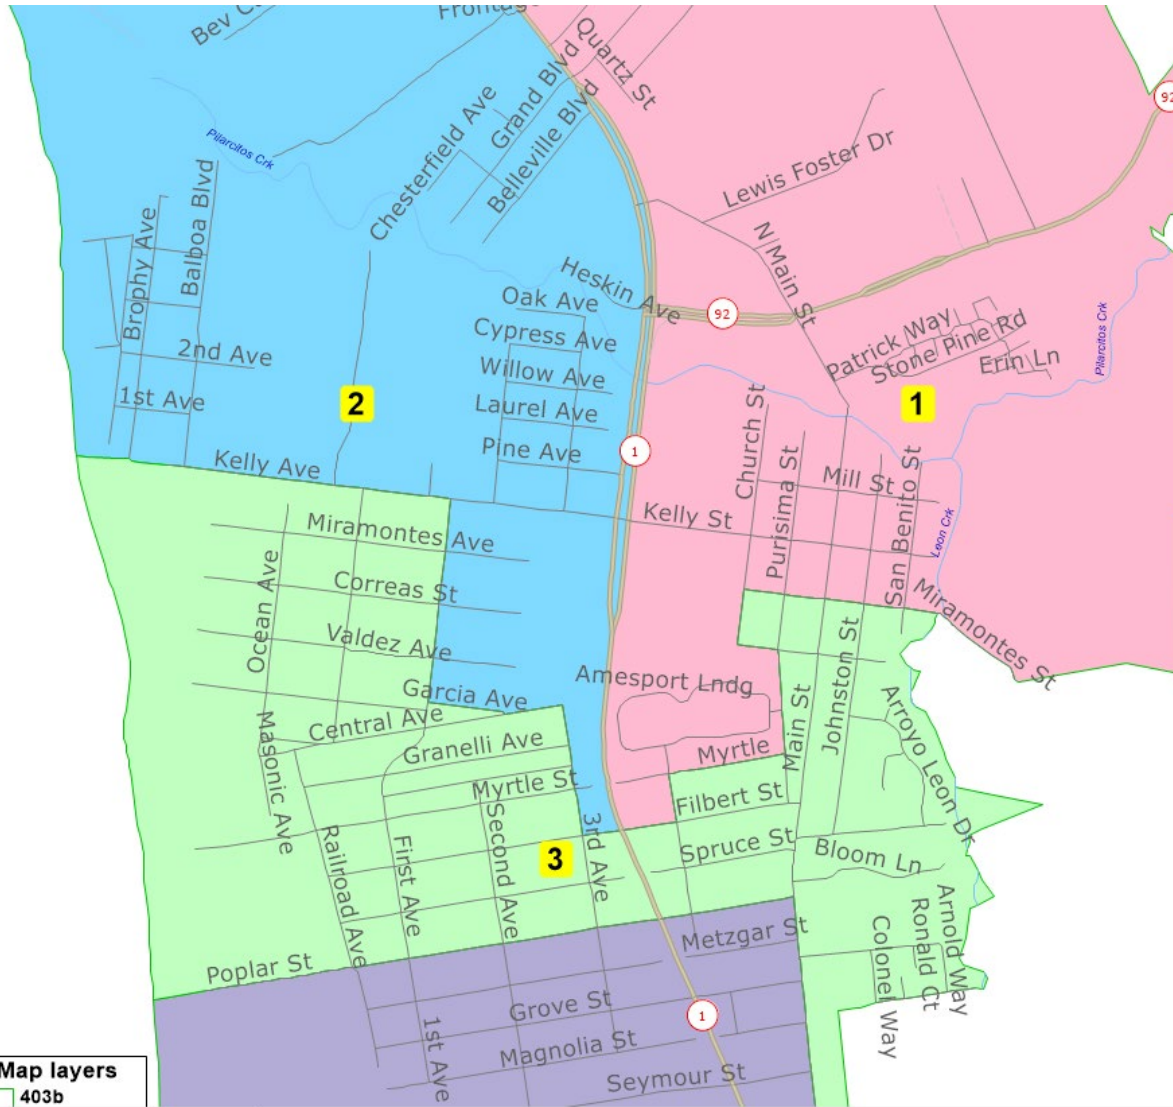 Bev C
Frontage
Quartz St
Grand Blvd
Chesterfield Ave
Belleville Blvd
92
Pilarcitos Crk
Lewis Foster Dr
Balboa Blvd
Brophy Ave
N Main St
Heskin Ave
Oak Ave
92
Cypress Ave
Patrick Way
Stone Pine Rd
Erin Ln
Pilarcitos Crk
2nd Ave
Willow Ave
1st Ave
2
Laurel Ave
1
Church St
Pine Ave
1
Kelly Ave
Purisima St
Mill St
San Benito St
Kelly St
Leon Crk
Miramontes Ave
Ocean Ave
Correas St
Miramontes St
Valdez Ave
Johnston St
Amesport Lndg
Garcia Ave
Main St
Arroyo Leon Dr
Central Ave
Masonic Ave
Granelli Ave
Myrtle
Myrtle St
Filbert St
Railroad Ave
First Ave
Second Ave
3
3rd Ave
Spruce St
Bloom Ln
Arnold Way
Ronald Ct
Coloner Way
Poplar St
Metzgar St
Grove St
1
1st Ave
Magnolia St
Seymour St
Map layers
403b